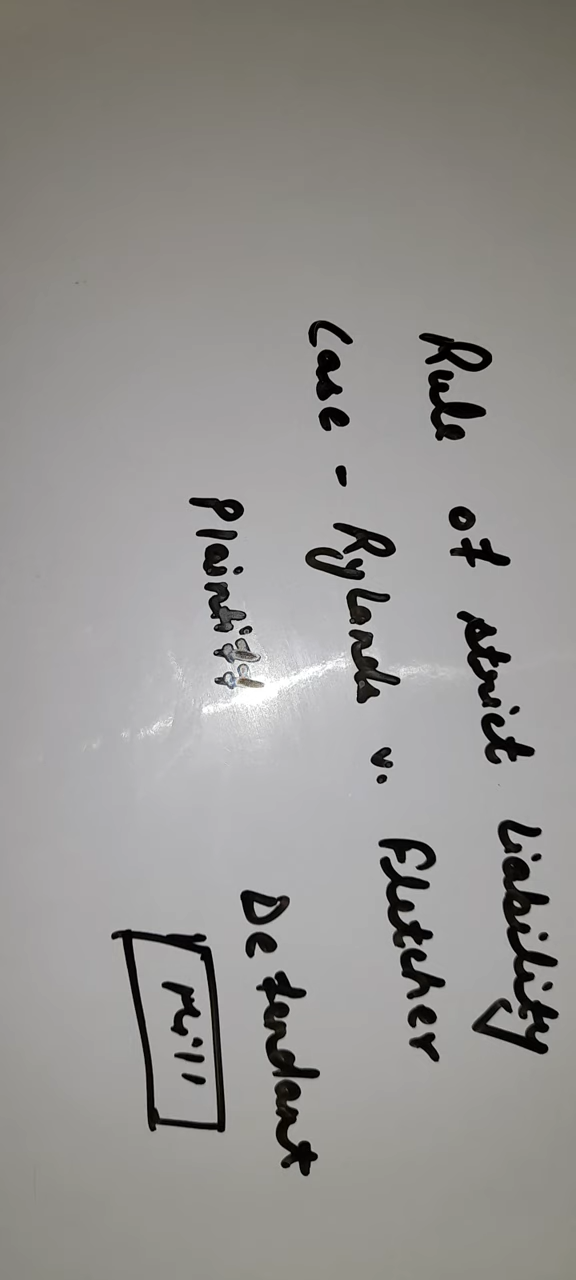 Rule of strict Liability
Case - Rylands v. Fletcher
Plaintiff Defendant
Mill